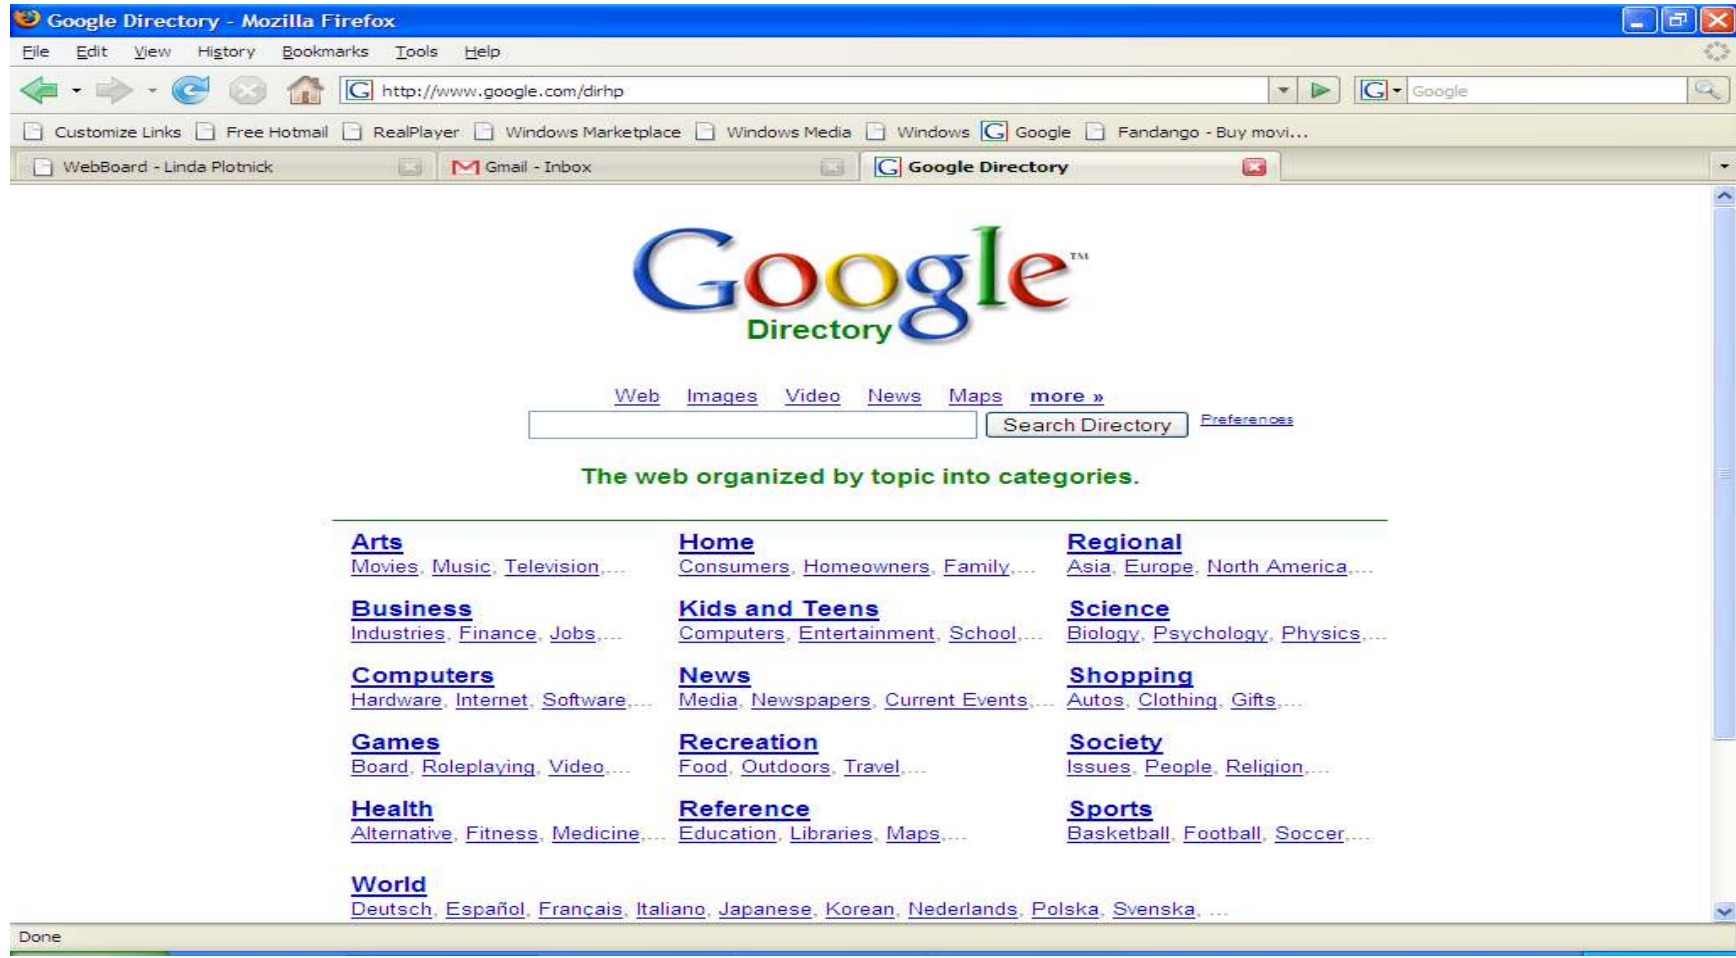 Google Directory - Mozilla Firefox
File Edit View History Bookmarks Tools Help
http://www.google.com/dirhp Google
Customize Links Free Hotmail RealPlayer Windows Marketplace Windows Media Windows Google Fandango - Buy movi...
WebBoard - Linda Plotnick Gmail - Inbox Google Directory
Google™
Directory
Web Images Video News Maps more »
Search Directory Preferences
The web organized by topic into categories.
Arts Home Regional
Movies, Music, Television,... Consumers, Homeowners, Family,... Asia, Europe, North America,...
Business Kids and Teens Science
Industries, Finance, Jobs,... Computers, Entertainment, School,... Biology, Psychology, Physics,...
Computers News Shopping
Hardware, Internet, Software,... Media, Newspapers, Current Events,... Autos, Clothing, Gifts,...
Games Recreation Society
Board, Roleplaying, Video,... Food, Outdoors, Travel,... Issues, People, Religion,...
Health Reference Sports
Alternative, Fitness, Medicine,... Education, Libraries, Maps,... Basketball, Football, Soccer,...
World
Deutsch, Español, Français, Italiano, Japanese, Korean, Nederlands, Polska, Svenska, ...
Done